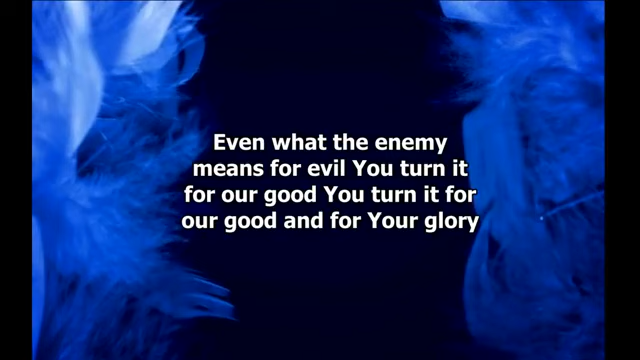 Even what the enemy
means for evil You turn it
for our good You turn it for
our good and for Your glory